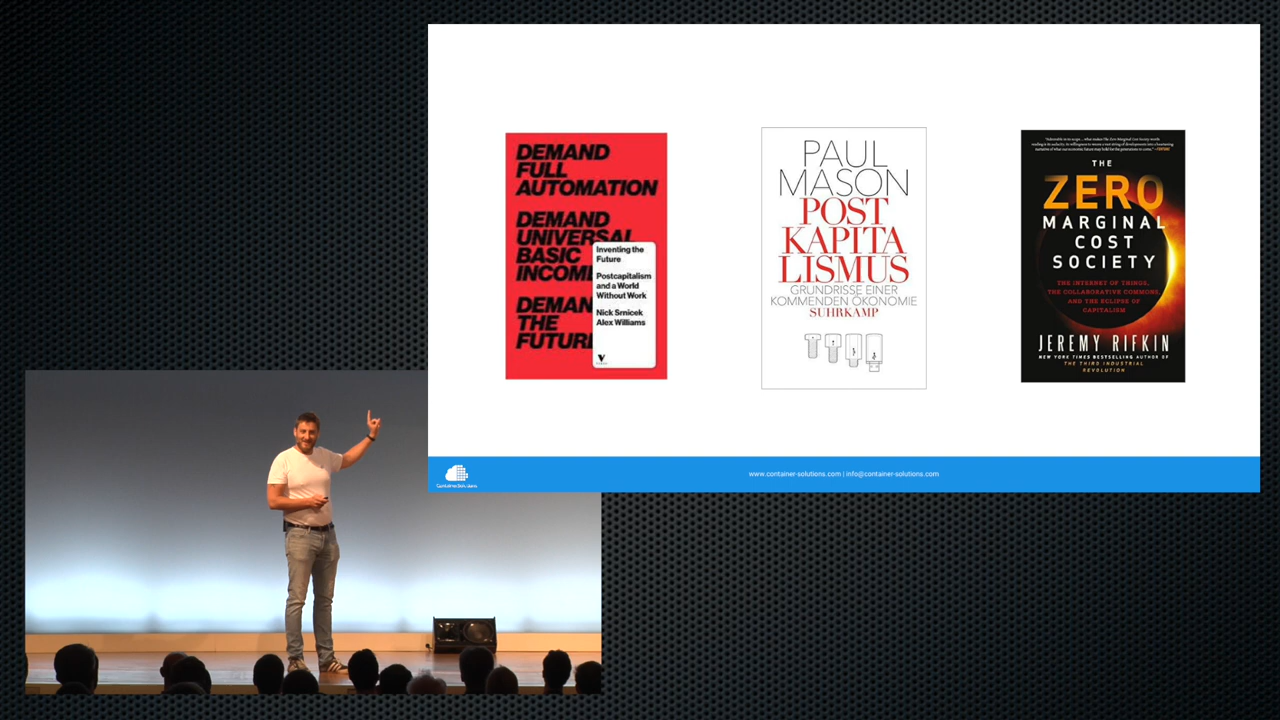 DEMAND
FULL
AUTOMATION
DEMAND
UNIVERSAL
BASIC
INCOME
DEMAN
THE
FUTUR
Inventing the
Future
Postcapitalism
and a World
Without Work
Nick Srnicek
Alex Williams
PAUL
MASON
POST
KAPITA
LISMUS
GRUNDRISSE EINER
KOMMENDEN ÖKONOMIE
SUHRKAMP
THE
ZERO
MARGINAL
COST
SOCIETY
THE INTERNET OF THINGS,
THE COLLABORATIVE COMMONS,
AND THE ECLIPSE OF
CAPITALISM
JEREMY RIFKIN
NEW YORK TIMES BESTSELLING AUTHOR OF
THE THIRD INDUSTRIAL
REVOLUTION
Container Solutions
www.container-solutions.com | info@container-solutions.com